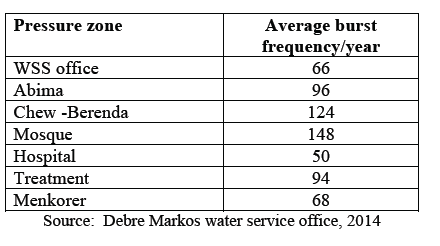 Pressure zone Average burst
frequency/year
WSS office 66
Abima 96
Chew -Berenda 124
Mosque 148
Hospital 50
Treatment 94
Menkorer 68
Source: Debre Markos water service office, 2014